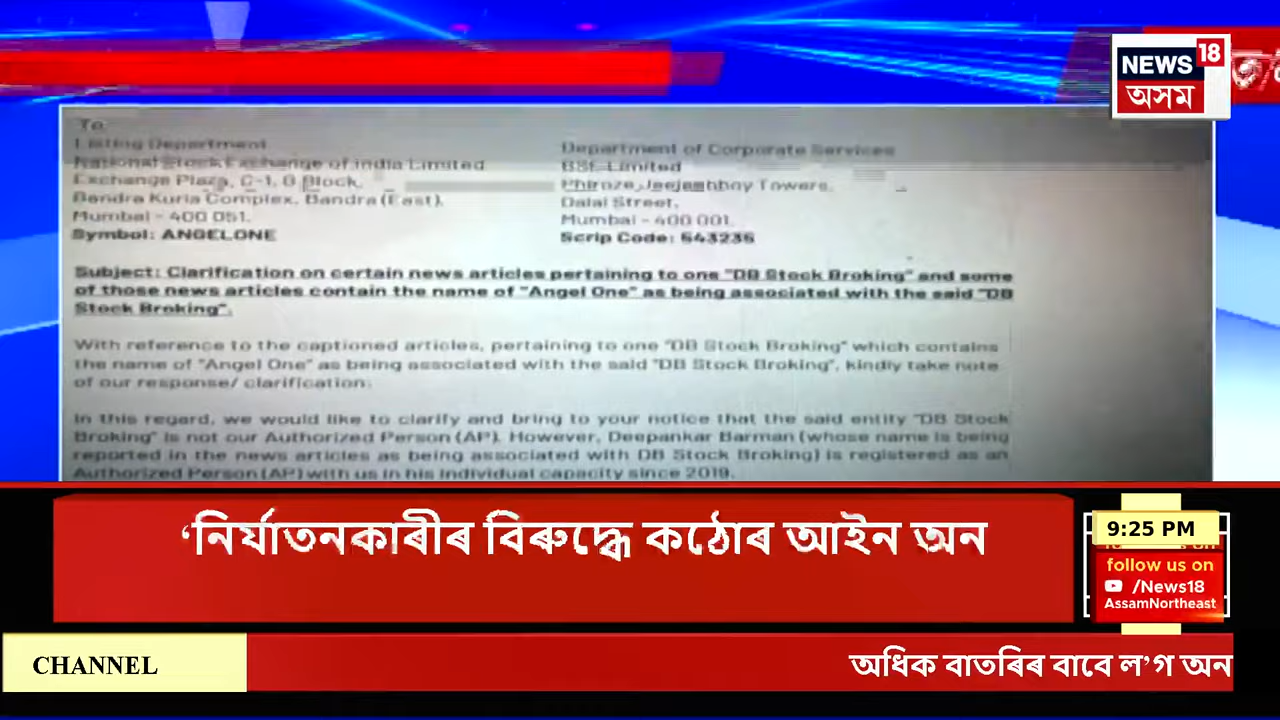 NEWS 18
অসম
To
Listing Department
National Stock Exchange of India Limited
Exchange Plaza, C-1, G Block,
Bandra Kurla Complex, Bandra (East),
Mumbai - 400 051.
Symbol: ANGELONE
Department of Corporate Services
BSE Limited
Phiroze Jeejeebhoy Towers,
Dalal Street,
Mumbai - 400 001.
Scrip Code: 543235
Subject: Clarification on certain news articles pertaining to one "DB Stock Broking" and some
of those news articles contain the name of "Angel One" as being associated with the said "DB
Stock Broking".
With reference to the captioned articles, pertaining to one "DB Stock Broking" which contains
the name of "Angel One" as being associated with the said "DB Stock Broking", kindly take note
of our response/ clarification:
In this regard, we would like to clarify and bring to your notice that the said entity "DB Stock
Broking" is not our Authorized Person (AP). However, Deepankar Barman (whose name is being
reported in the news articles as being associated with DB Stock Broking) is registered as an
Authorized Person (AP) with us in his individual capacity since 2019.
‘নিৰ্যাতনকাৰীৰ বিৰুদ্ধে কঠোৰ আইন অন
9:25 PM
follow us on
/News18
AssamNortheast
CHANNEL
অধিক বাতৰিৰ বাবে ল’গ অন